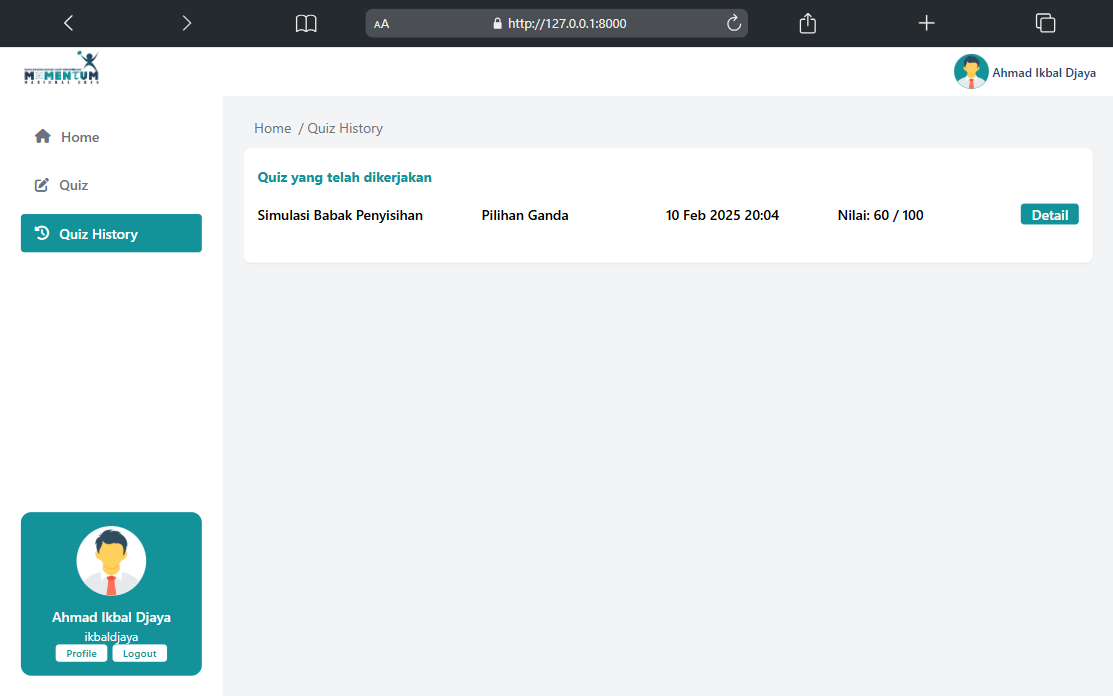 AA http://127.0.0.1:8000
MOMENTUM
NASIONAL 2025
Ahmad Ikbal Djaya
Home
Quiz
Quiz History
Home / Quiz History
Quiz yang telah dikerjakan
Simulasi Babak Penyisihan Pilihan Ganda 10 Feb 2025 20:04 Nilai: 60 / 100 Detail
Ahmad Ikbal Djaya
ikbaldjaya
Profile Logout